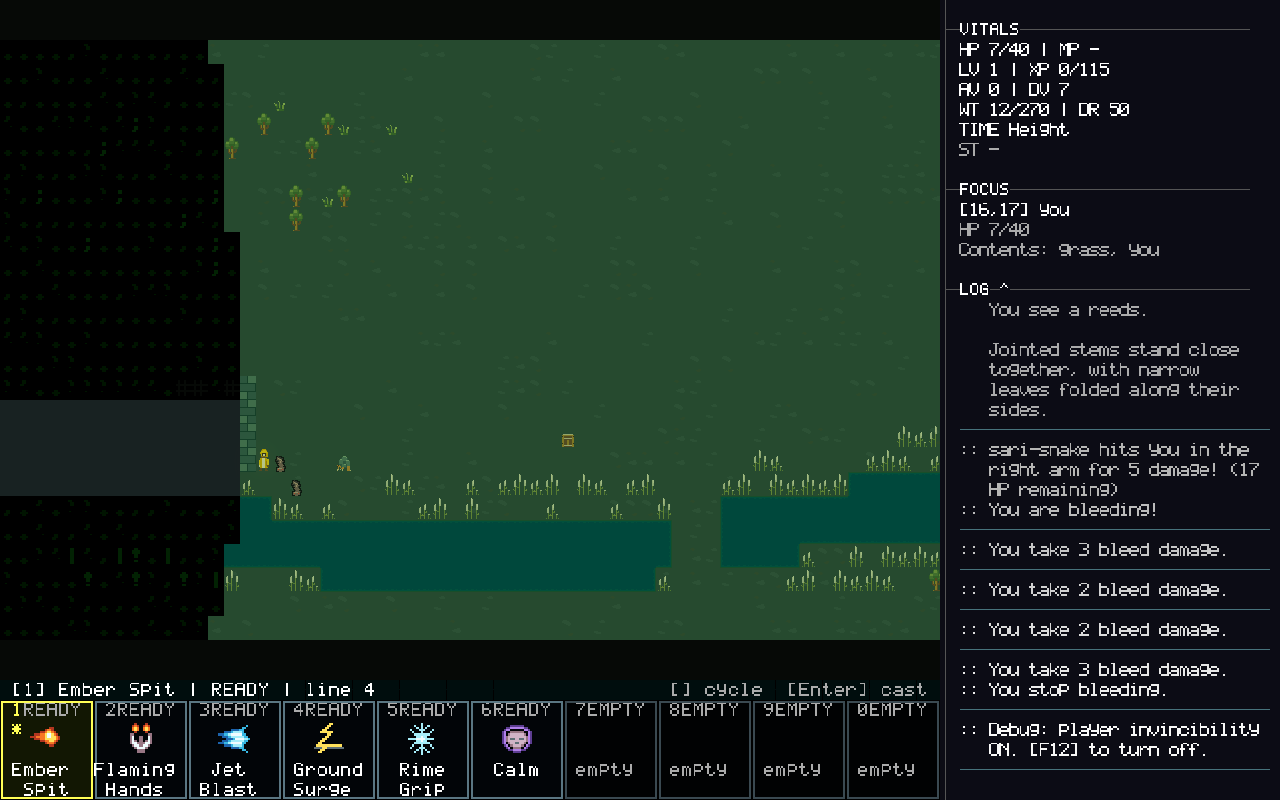 VITALS
HP 7/40 | MP -
LV 1 | XP 0/115
AV 0 | DV 7
WT 12/270 | DR 50
TIME Height
ST -
FOCUS
[16,17] You
HP 7/40
Contents: grass, You
LOG ^
You see a reeds.
Jointed stems stand close
together, with narrow
leaves folded along their
sides.
:: sari-snake hits You in the
right arm for 5 damage! (17
HP remaining)
:: You are bleeding!
:: You take 3 bleed damage.
:: You take 2 bleed damage.
:: You take 2 bleed damage.
:: You take 3 bleed damage.
:: You stop bleeding.
:: Debug: Player invincibility
ON. [F12] to turn off.
[1] Ember Spit | READY | line 4
[] cycle [Enter] cast
1READY 2READY 3READY 4READY 5READY 6READY 7EMPTY 8EMPTY 9EMPTY 0EMPTY
*
Ember Flaming Jet Ground Rime Calm empty empty empty empty
Spit Hands Blast Surge Grip